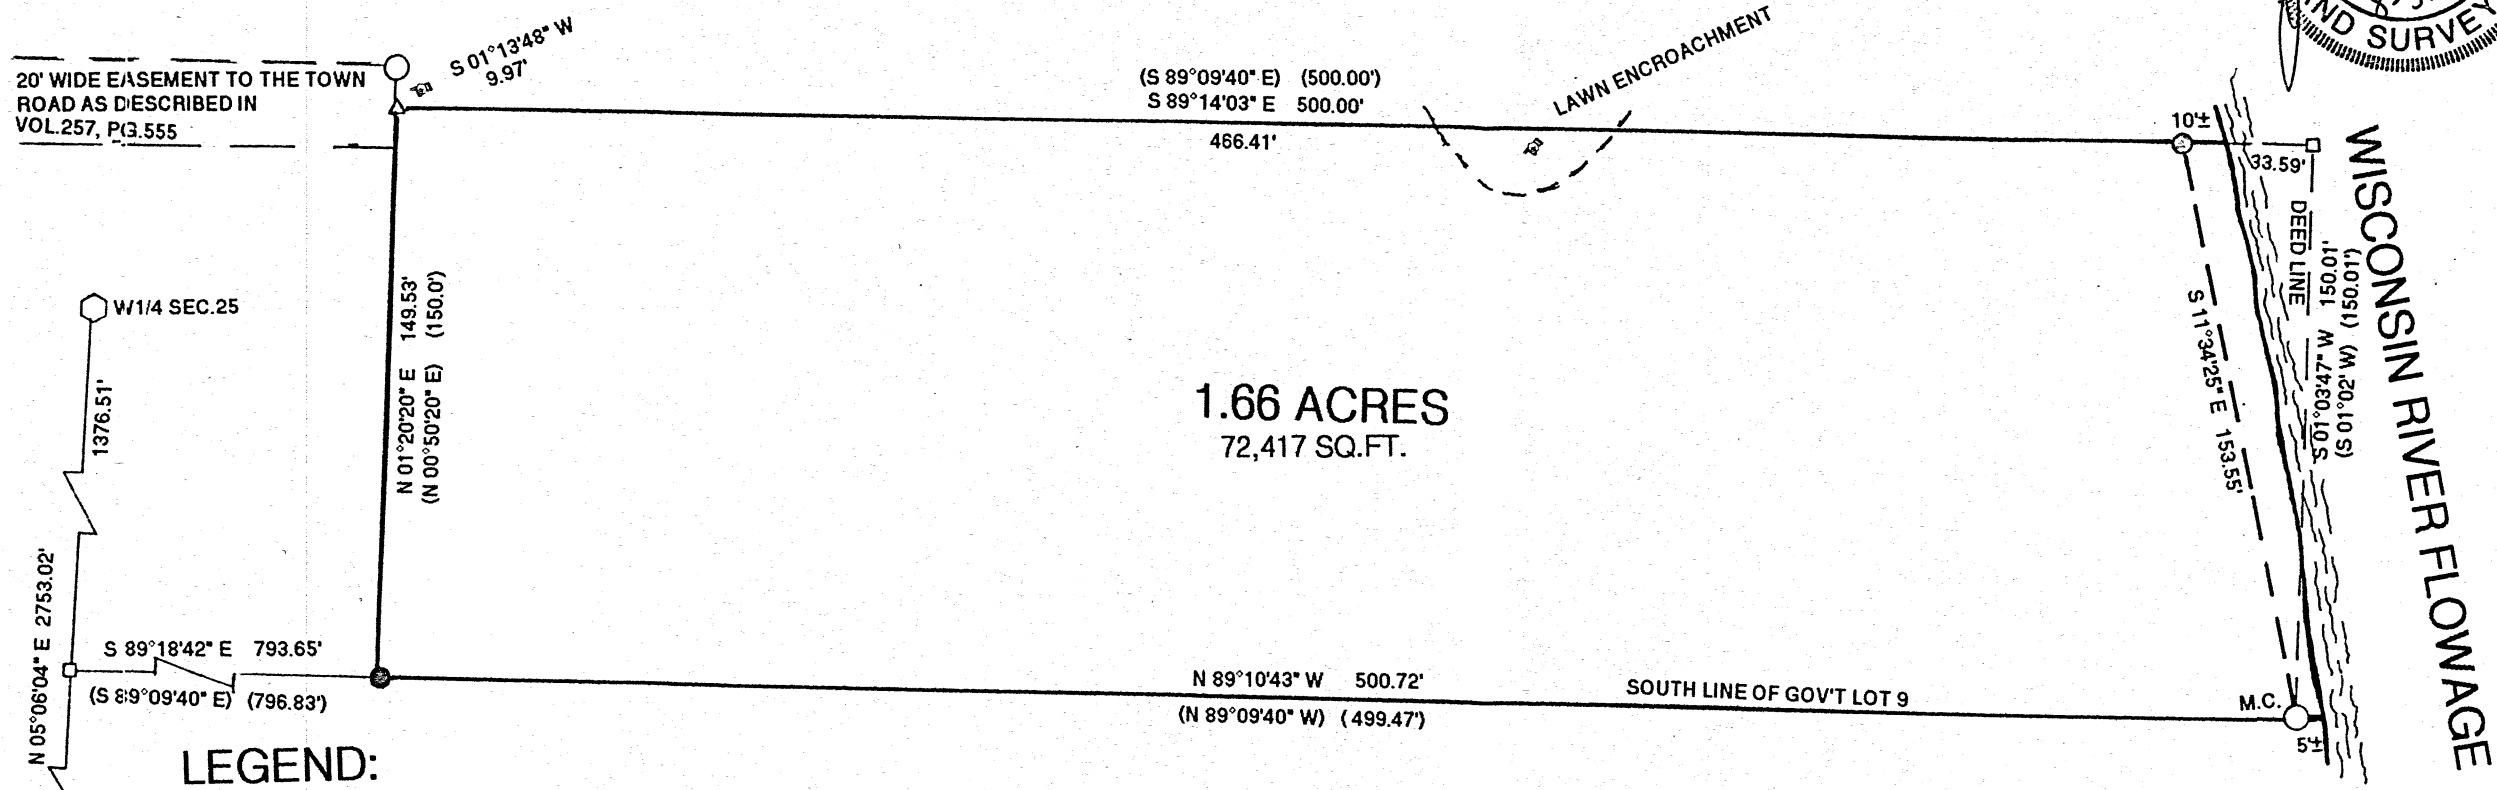 S 01°13'48" W
9.97'
20' WIDE EASEMENT TO THE TOWN
ROAD AS DESCRIBED IN
VOL.257, PG.555
(S 89°09'40" E) (500.00')
S 89°14'03" E 500.00'
466.41'
LAWN ENCROACHMENT
10'±
33.59'
DEED LINE
S 01°03'47" W 150.01'
(S 01°02' W) (150.01')
WISCONSIN RIVER FLOWAGE
S 11°34'25" E 153.55'
N 01°20'20" E 149.53'
(N 00°50'20" E) (150.0')
W1/4 SEC.25
1376.51'
N 05°06'04" E 2753.02'
1.66 ACRES
72,417 SQ.FT.
S 89°18'42" E 793.65'
(S 89°09'40" E) (796.83')
N 89°10'43" W 500.72'
(N 89°09'40" W) (499.47')
SOUTH LINE OF GOV'T LOT 9
M.C.
5'±
LEGEND: